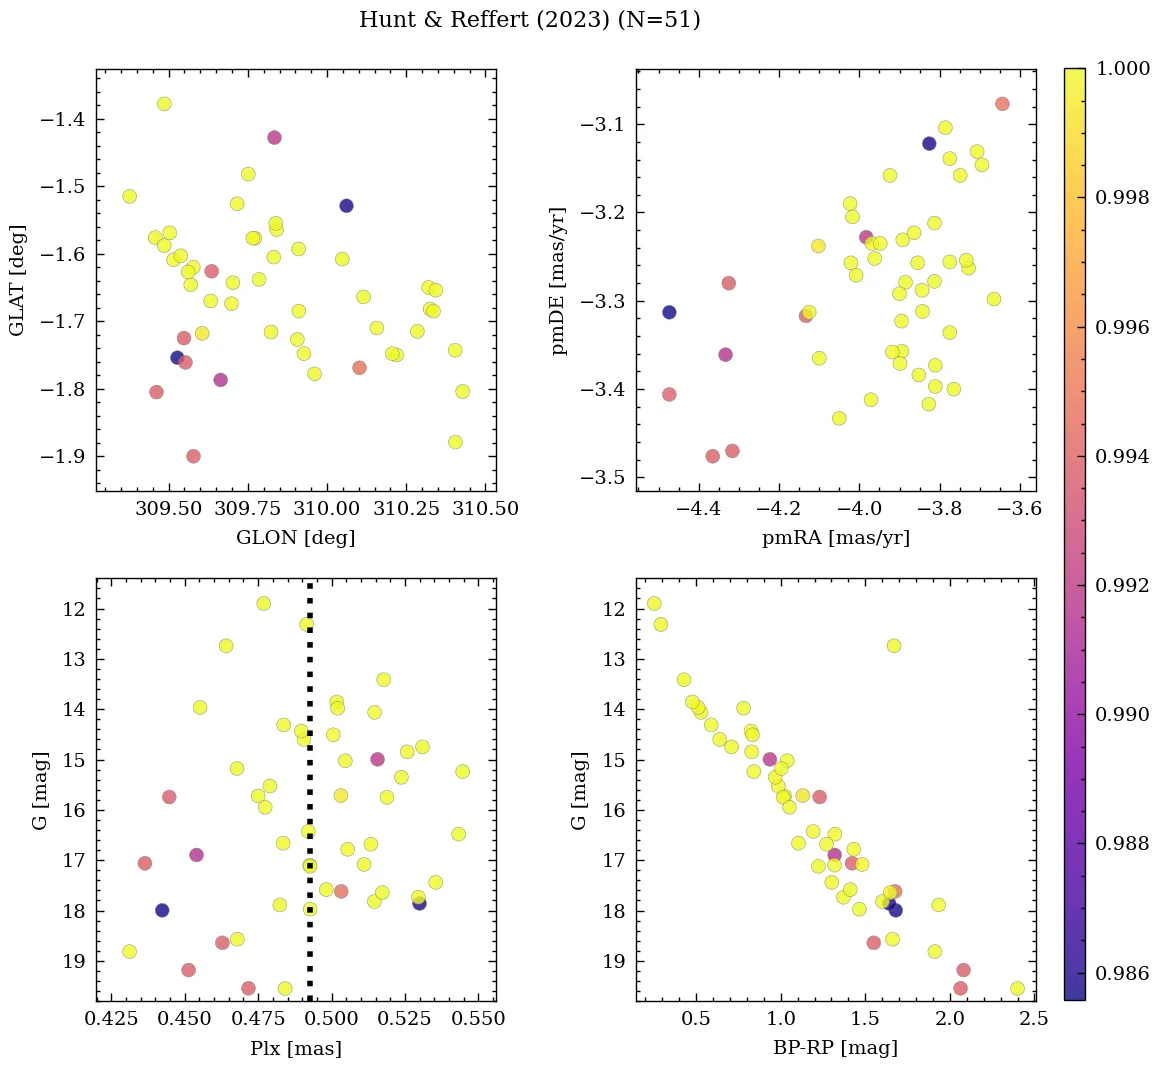 Hunt & Reffert (2023) (N=51)
−1.4
−1.5
−1.6
−1.7
−1.8
−1.9
GLAT [deg]
309.50 309.75 310.00 310.25 310.50
GLON [deg]
−3.1
−3.2
−3.3
−3.4
−3.5
pmDE [mas/yr]
−4.4 −4.2 −4.0 −3.8 −3.6
pmRA [mas/yr]
12
13
14
15
16
17
18
19
G [mag]
0.425 0.450 0.475 0.500 0.525 0.550
Plx [mas]
12
13
14
15
16
17
18
19
G [mag]
0.5 1.0 1.5 2.0 2.5
BP-RP [mag]
1.000
0.998
0.996
0.994
0.992
0.990
0.988
0.986